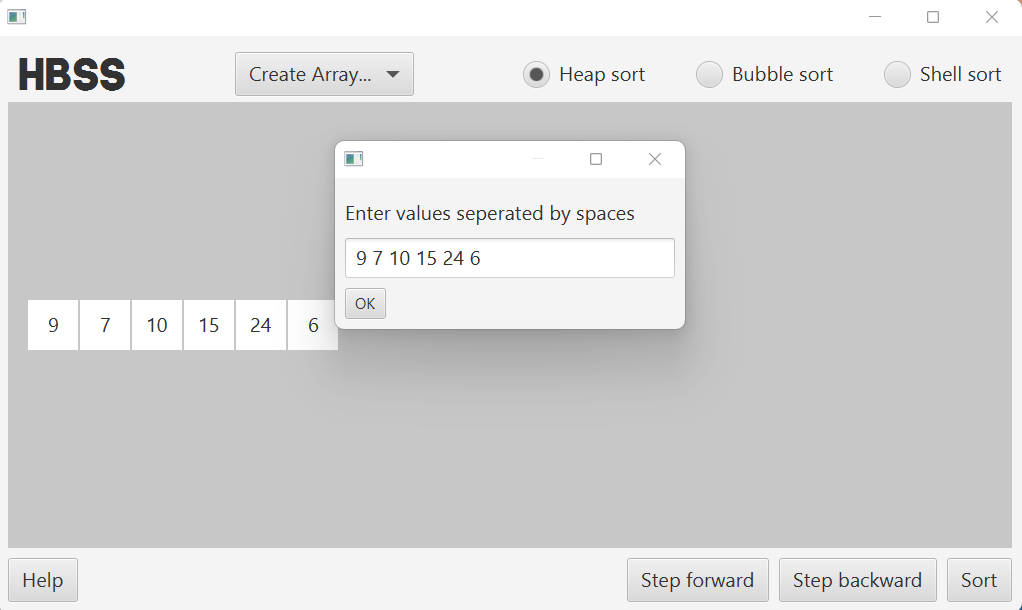 HBSS
Create Array...
Heap sort
Bubble sort
Shell sort
Enter values seperated by spaces
9 7 10 15 24 6
OK
9 7 10 15 24 6
Help
Step forward
Step backward
Sort